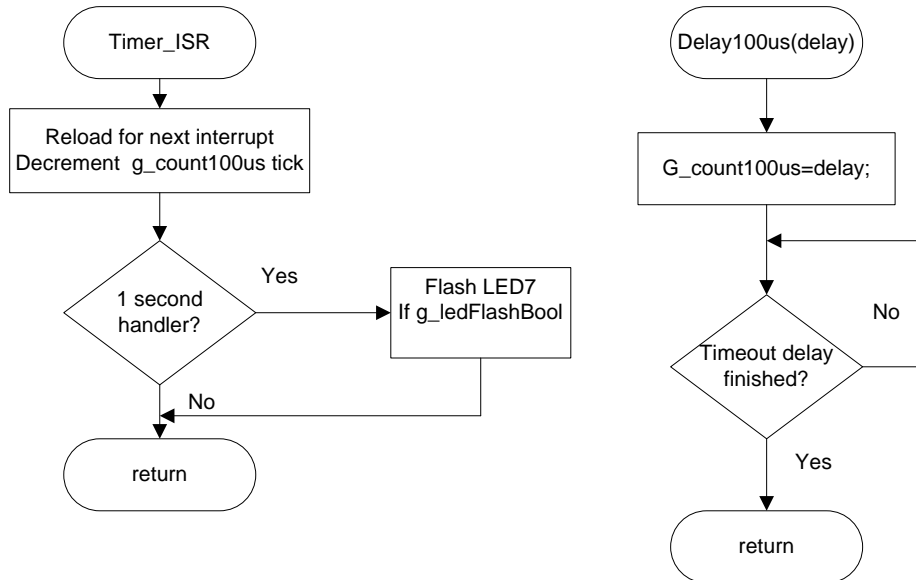 Timer_ISR
Reload for next interrupt
Decrement g_count100us tick
1 second
handler?
Yes
Flash LED7
If g_ledFlashBool
No
return
Delay100us(delay)
G_count100us=delay;
Timeout delay
finished?
No
Yes
return